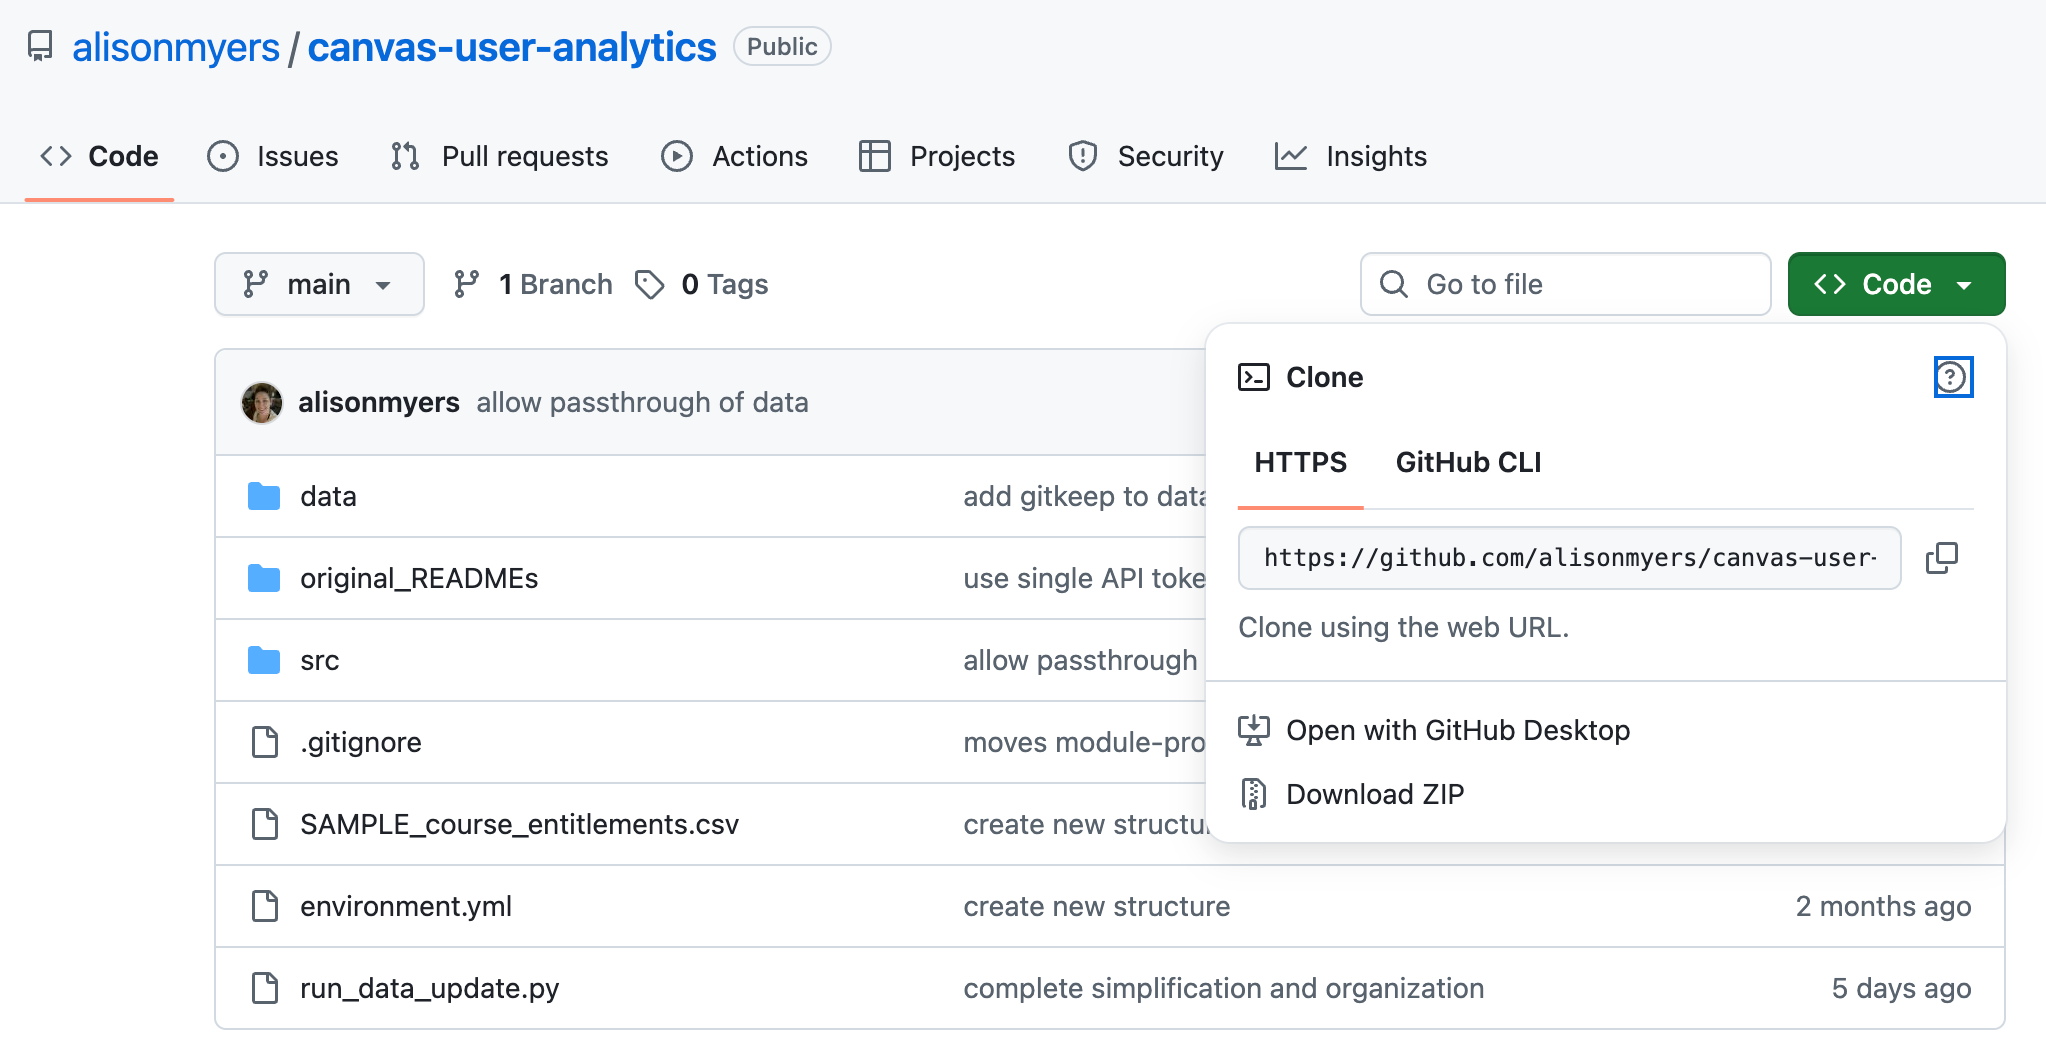 alisonmyers / canvas-user-analytics Public
Code Issues Pull requests Actions Projects Security Insights
main 1 Branch 0 Tags Go to file Code
alisonmyers allow passthrough of data
Clone
HTTPS GitHub CLI
https://github.com/alisonmyers/canvas-user-
Clone using the web URL.
Open with GitHub Desktop
Download ZIP
data add gitkeep to data
original_READMEs use single API toke
src allow passthrough
.gitignore moves module-pro
SAMPLE_course_entitlements.csv create new structu
environment.yml create new structure 2 months ago
run_data_update.py complete simplification and organization 5 days ago